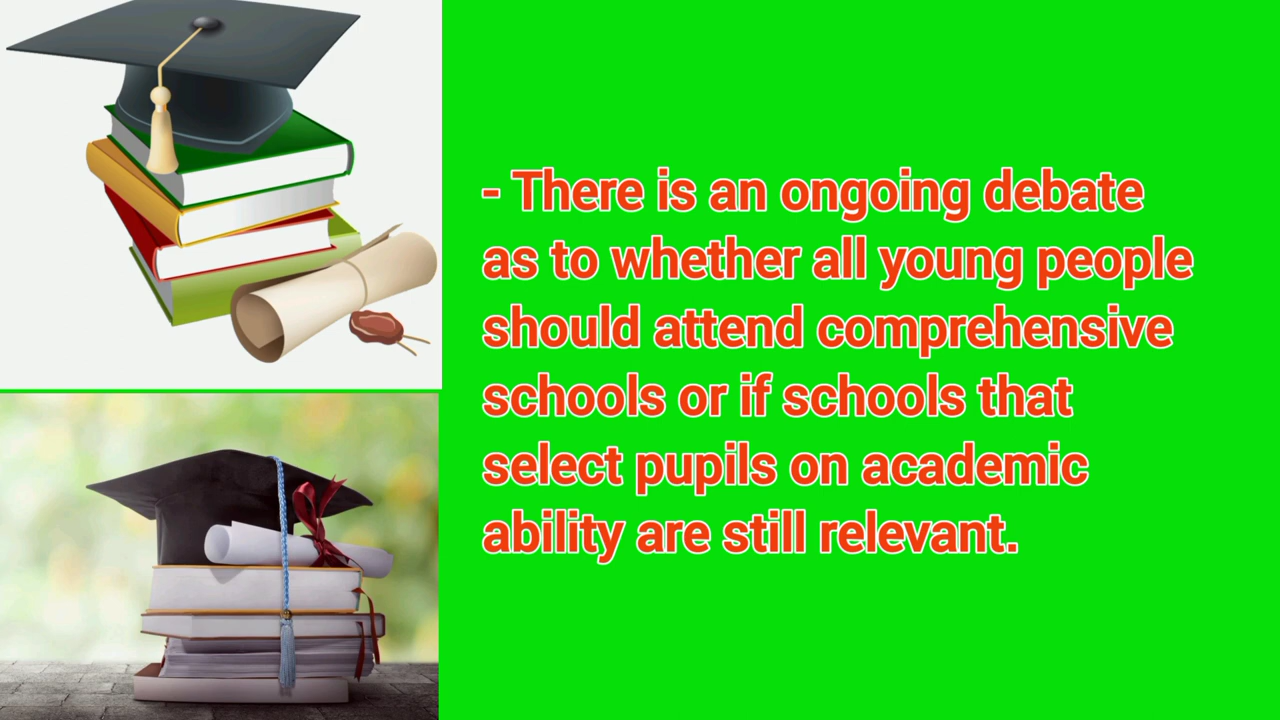 - There is an ongoing debate
as to whether all young people
should attend comprehensive
schools or if schools that
select pupils on academic
ability are still relevant.